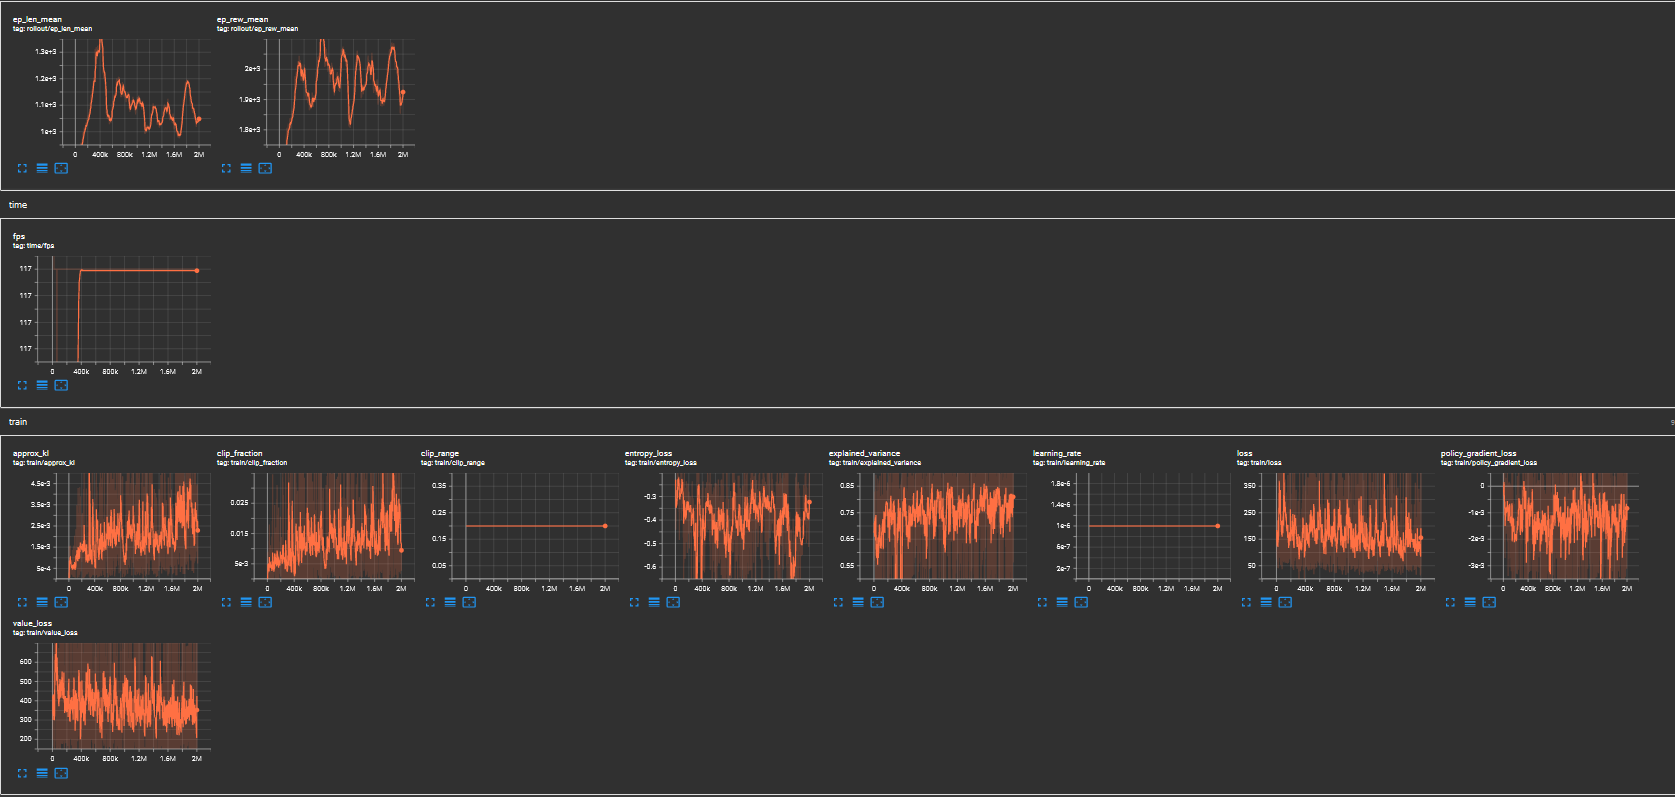 ep_len_mean
tag: rollout/ep_len_mean
1.3e+3
1.2e+3
1.1e+3
1e+3
0 400k 800k 1.2M 1.6M 2M
ep_rew_mean
tag: rollout/ep_rew_mean
2e+3
1.9e+3
1.8e+3
0 400k 800k 1.2M 1.6M 2M
time
fps
tag: time/fps
117
117
117
117
0 400k 800k 1.2M 1.6M 2M
train
9
approx_kl
tag: train/approx_kl
4.5e-3
3.5e-3
2.5e-3
1.5e-3
5e-4
0 400k 800k 1.2M 1.6M 2M
clip_fraction
tag: train/clip_fraction
0.025
0.015
5e-3
0 400k 800k 1.2M 1.6M 2M
clip_range
tag: train/clip_range
0.35
0.25
0.15
0.05
0 400k 800k 1.2M 1.6M 2M
entropy_loss
tag: train/entropy_loss
-0.3
-0.4
-0.5
-0.6
0 400k 800k 1.2M 1.6M 2M
explained_variance
tag: train/explained_variance
0.85
0.75
0.65
0.55
0 400k 800k 1.2M 1.6M 2M
learning_rate
tag: train/learning_rate
1.8e-6
1.4e-6
1e-6
6e-7
2e-7
0 400k 800k 1.2M 1.6M 2M
loss
tag: train/loss
350
250
150
50
0 400k 800k 1.2M 1.6M 2M
policy_gradient_loss
tag: train/policy_gradient_loss
0
-1e-3
-2e-3
-3e-3
0 400k 800k 1.2M 1.6M 2M
value_loss
tag: train/value_loss
600
500
400
300
200
0 400k 800k 1.2M 1.6M 2M